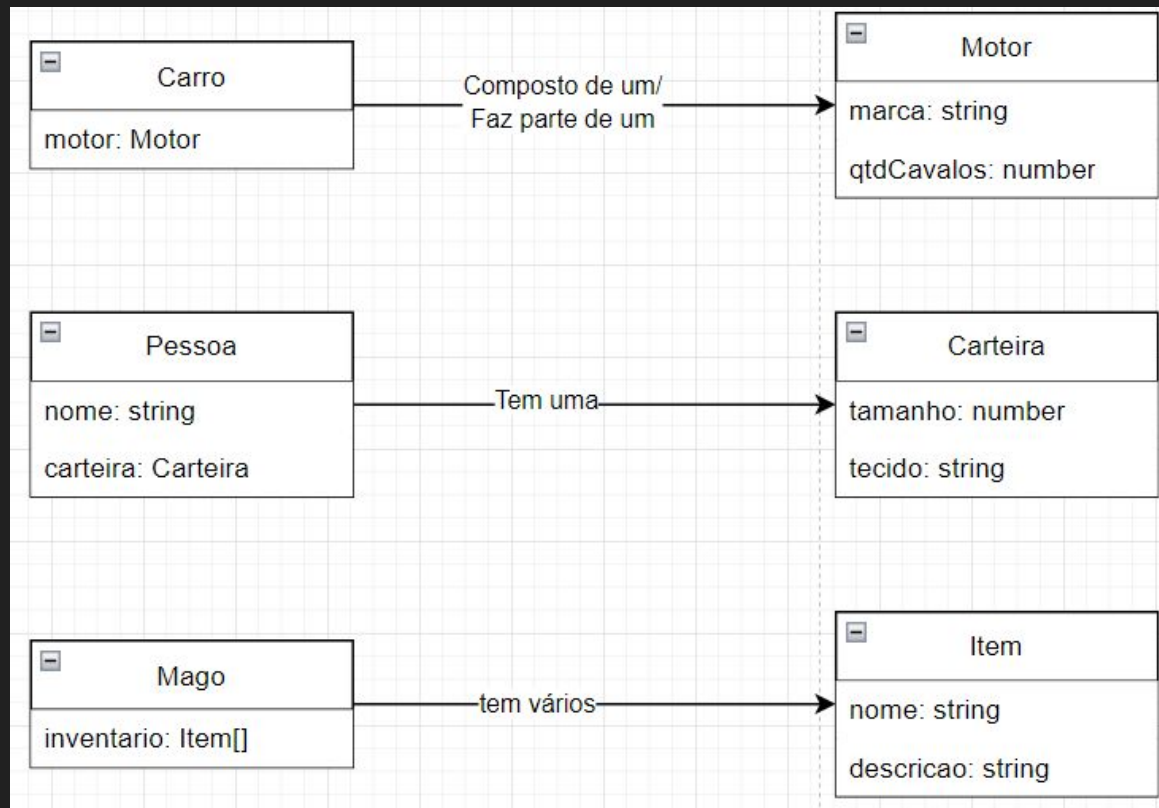 Carro
motor: Motor
Composto de um/
Faz parte de um
Motor
marca: string
qtdCavalos: number
Pessoa
nome: string
carteira: Carteira
Tem uma
Carteira
tamanho: number
tecido: string
Mago
inventario: Item[]
tem vários
Item
nome: string
descricao: string